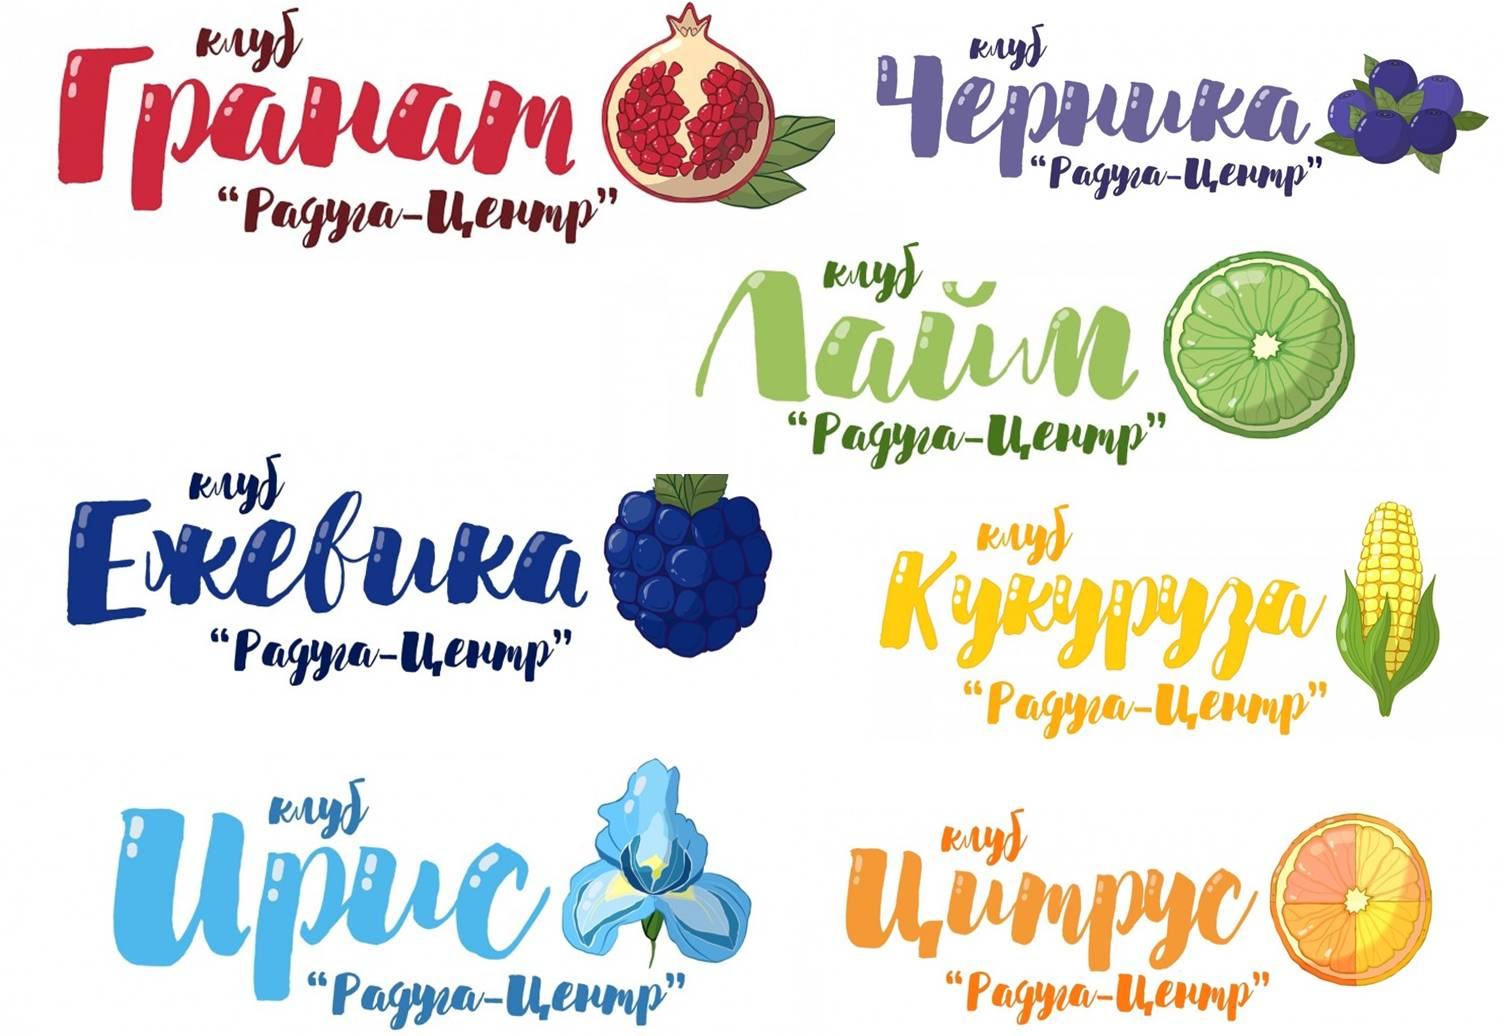 клуб
Гранат
“Радуга-Центр”
клуб
Черника
“Радуга-Центр”
клуб
Лайм
“Радуга-Центр”
клуб
Ежевика
“Радуга-Центр”
клуб
Кукуруза
“Радуга-Центр”
клуб
Ирис
“Радуга-Центр”
клуб
Цитрус
“Радуга-Центр”